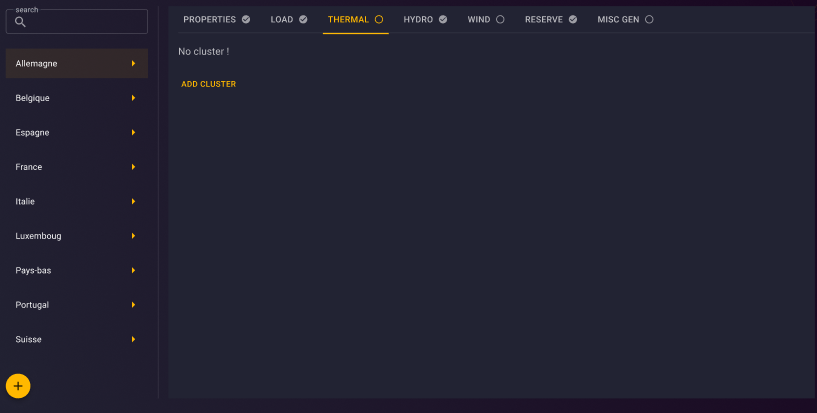 search
Allemagne
Belgique
Espagne
France
Italie
Luxemboug
Pays-bas
Portugal
Suisse
PROPERTIES LOAD THERMAL HYDRO WIND RESERVE MISC GEN
No cluster !
ADD CLUSTER